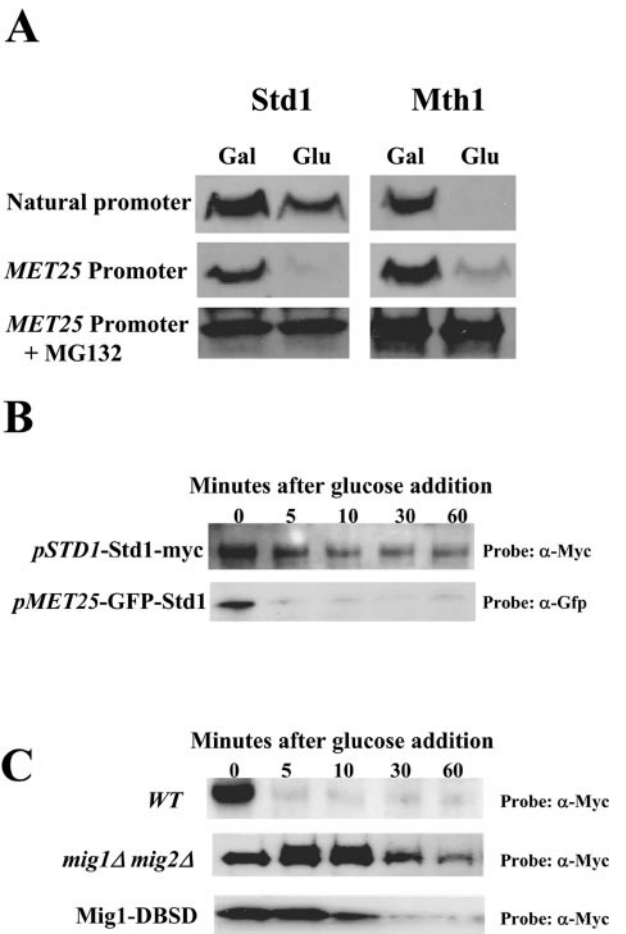 A
Std1 Mth1
Gal Glu Gal Glu
Natural promoter
MET25 Promoter
MET25 Promoter
+ MG132
B
Minutes after glucose addition
0 5 10 30 60
pSTD1-Std1-myc Probe: α-Myc
pMET25-GFP-Std1 Probe: α-Gfp
C
Minutes after glucose addition
0 5 10 30 60
WT Probe: α-Myc
mig1Δ mig2Δ Probe: α-Myc
Mig1-DBSD Probe: α-Myc